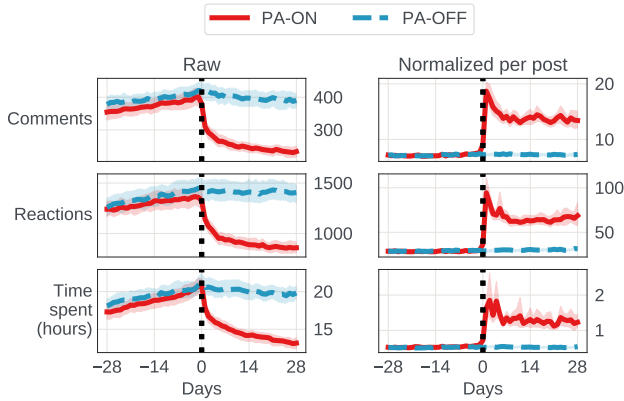 PA-ON PA-OFF
Raw Normalized per post
Comments 400 300 20 10
Reactions 1500 1000 100 50
Time spent (hours) 20 15 2 1
−28 −14 0 14 28 −28 −14 0 14 28
Days Days